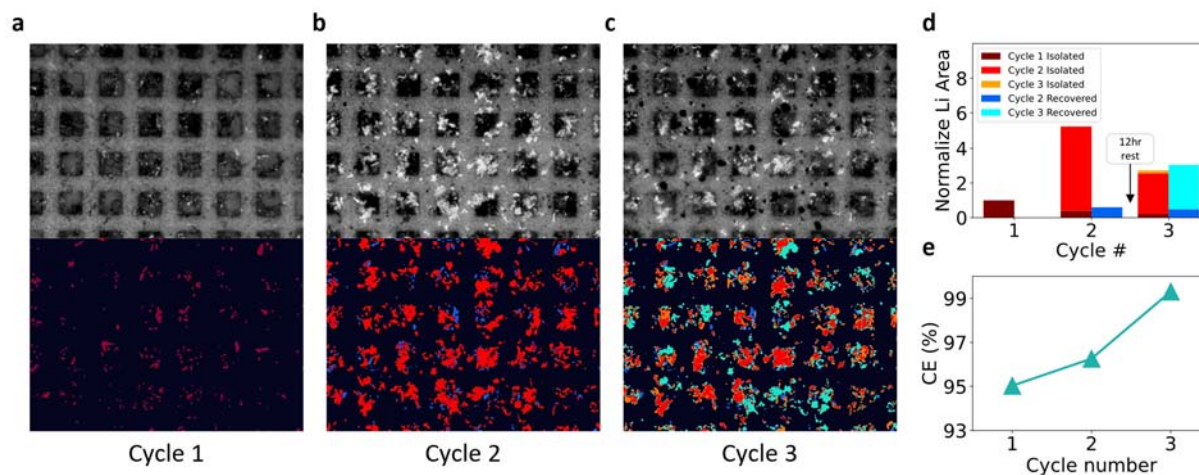 a
b
c
Cycle 1
Cycle 2
Cycle 3
d
Normalize Li Area
8
6
4
2
0
Cycle 1 Isolated
Cycle 2 Isolated
Cycle 3 Isolated
Cycle 2 Recovered
Cycle 3 Recovered
12hr
rest
1
2
3
Cycle #
e
CE (%)
99
97
95
93
1
2
3
Cycle number